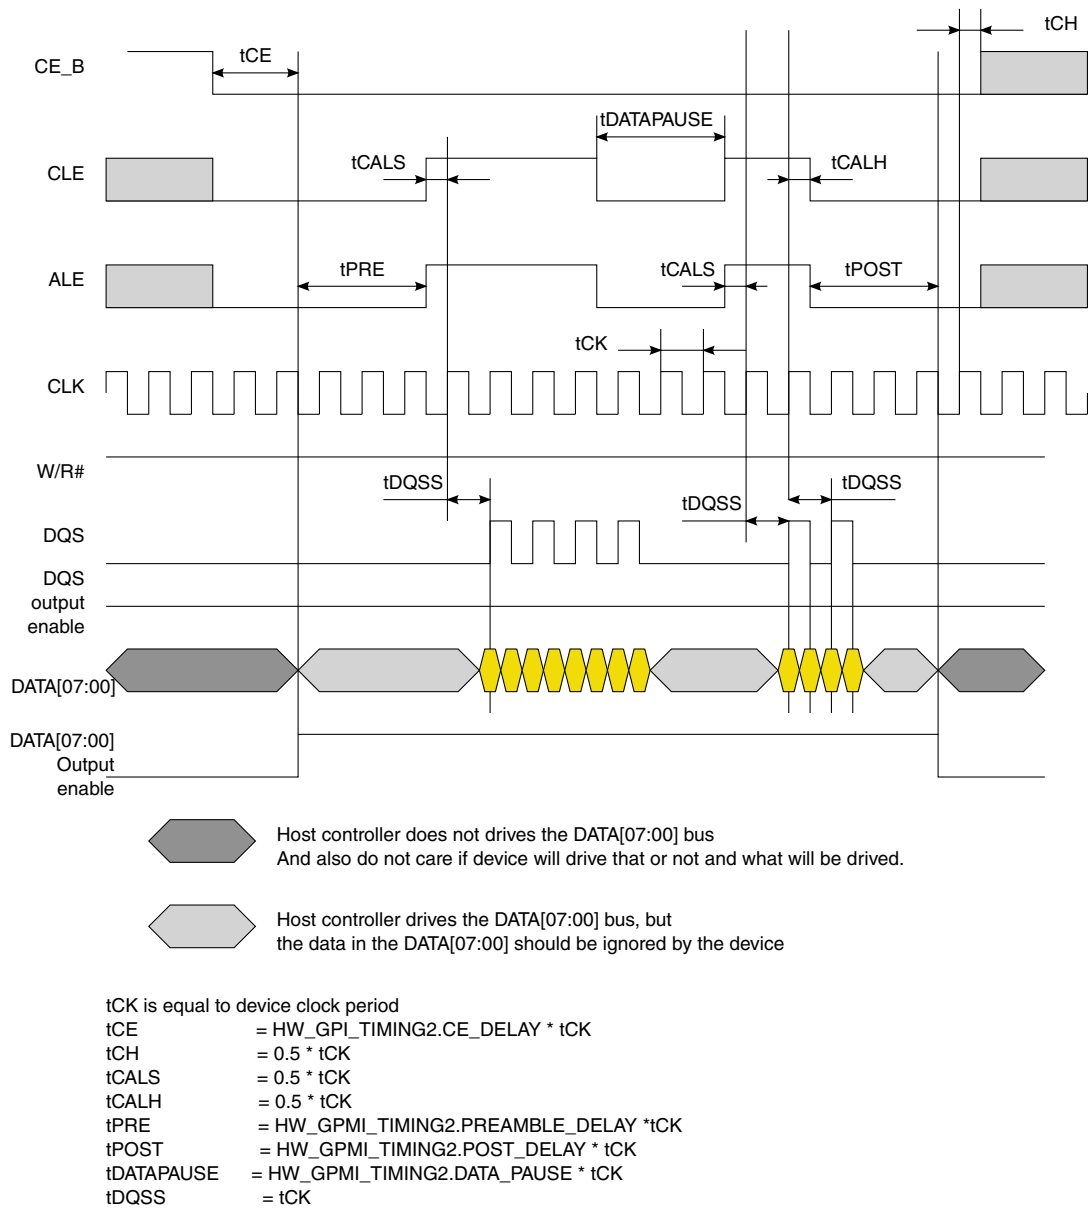 tCH
tCE
CE_B
tDATAPAUSE
tCALS
tCALH
CLE
tPRE
tCALS
tPOST
ALE
tCK
CLK
W/R#
tDQSS
tDQSS
tDQSS
DQS
DQS
output
enable
DATA[07:00]
DATA[07:00]
Output
enable
Host controller does not drives the DATA[07:00] bus
And also do not care if device will drive that or not and what will be drived.
Host controller drives the DATA[07:00] bus, but
the data in the DATA[07:00] should be ignored by the device
tCK is equal to device clock period
tCE = HW_GPI_TIMING2.CE_DELAY * tCK
tCH = 0.5 * tCK
tCALS = 0.5 * tCK
tCALH = 0.5 * tCK
tPRE = HW_GPMI_TIMING2.PREAMBLE_DELAY *tCK
tPOST = HW_GPMI_TIMING2.POST_DELAY * tCK
tDATAPAUSE = HW_GPMI_TIMING2.DATA_PAUSE * tCK
tDQSS = tCK